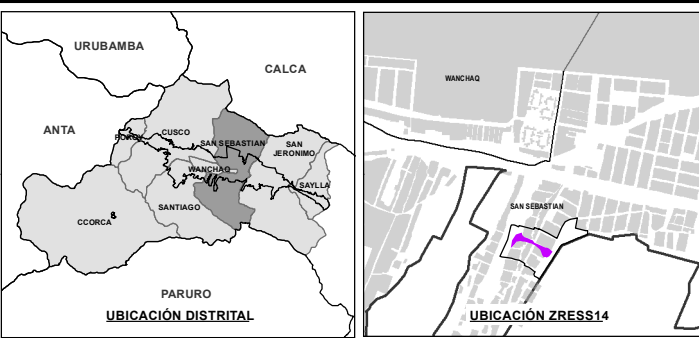 URUBAMBA
CALCA
ANTA
CUSCO
POROY
SAN SEBASTIAN
SAN
JERONIMO
WANCHAQ
SAYLLA
SANTIAGO
CCORCA
PARURO
UBICACIÓN DISTRITAL
WANCHAQ
SAN SEBASTIAN
UBICACIÓN ZRESS14